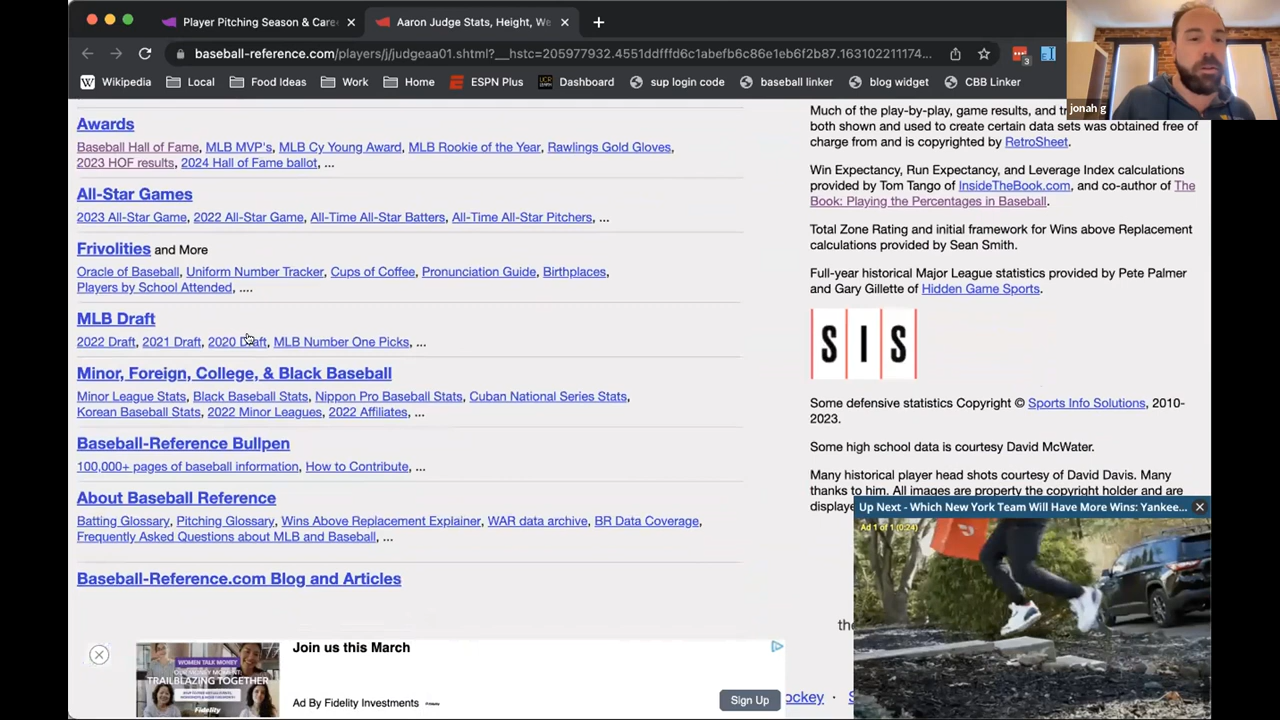 Player Pitching Season & Care
Aaron Judge Stats, Height, We
baseball-reference.com/players/j/judgeaa01.shtml?__hstc=205977932.4551ddfffd6c1abefb6c86e1eb6f2b87.163102211174...
3
Wikipedia
Local
Food Ideas
Work
Home
ESPN Plus
Dashboard
sup login code
baseball linker
blog widget
CBB Linker
jonah g
Awards
Baseball Hall of Fame, MLB MVP's, MLB Cy Young Award, MLB Rookie of the Year, Rawlings Gold Gloves,
2023 HOF results, 2024 Hall of Fame ballot, ...
All-Star Games
2023 All-Star Game, 2022 All-Star Game, All-Time All-Star Batters, All-Time All-Star Pitchers, ...
Frivolities and More
Oracle of Baseball, Uniform Number Tracker, Cups of Coffee, Pronunciation Guide, Birthplaces,
Players by School Attended, ....
MLB Draft
2022 Draft, 2021 Draft, 2020 Draft, MLB Number One Picks, ...
Minor, Foreign, College, & Black Baseball
Minor League Stats, Black Baseball Stats, Nippon Pro Baseball Stats, Cuban National Series Stats,
Korean Baseball Stats, 2022 Minor Leagues, 2022 Affiliates, ...
Baseball-Reference Bullpen
100,000+ pages of baseball information, How to Contribute, ...
About Baseball Reference
Batting Glossary, Pitching Glossary, Wins Above Replacement Explainer, WAR data archive, BR Data Coverage,
Frequently Asked Questions about MLB and Baseball, ...
Baseball-Reference.com Blog and Articles
Much of the play-by-play, game results, and tr
both shown and used to create certain data sets was obtained free of
charge from and is copyrighted by RetroSheet.
Win Expectancy, Run Expectancy, and Leverage Index calculations
provided by Tom Tango of InsideTheBook.com, and co-author of The
Book: Playing the Percentages in Baseball.
Total Zone Rating and initial framework for Wins above Replacement
calculations provided by Sean Smith.
Full-year historical Major League statistics provided by Pete Palmer
and Gary Gillette of Hidden Game Sports.
SIS
Some defensive statistics Copyright © Sports Info Solutions, 2010-
2023.
Some high school data is courtesy David McWater.
Many historical player head shots courtesy of David Davis. Many
thanks to him. All images are property the copyright holder and are
displaye
Up Next - Which New York Team Will Have More Wins: Yankee...
Ad 1 of 1 (0:24)
the
ockey · S
WOMEN TALK MONEY
TRAILBLAZING TOGETHER
Fidelity
Join us this March
Ad By Fidelity Investments
Sign Up